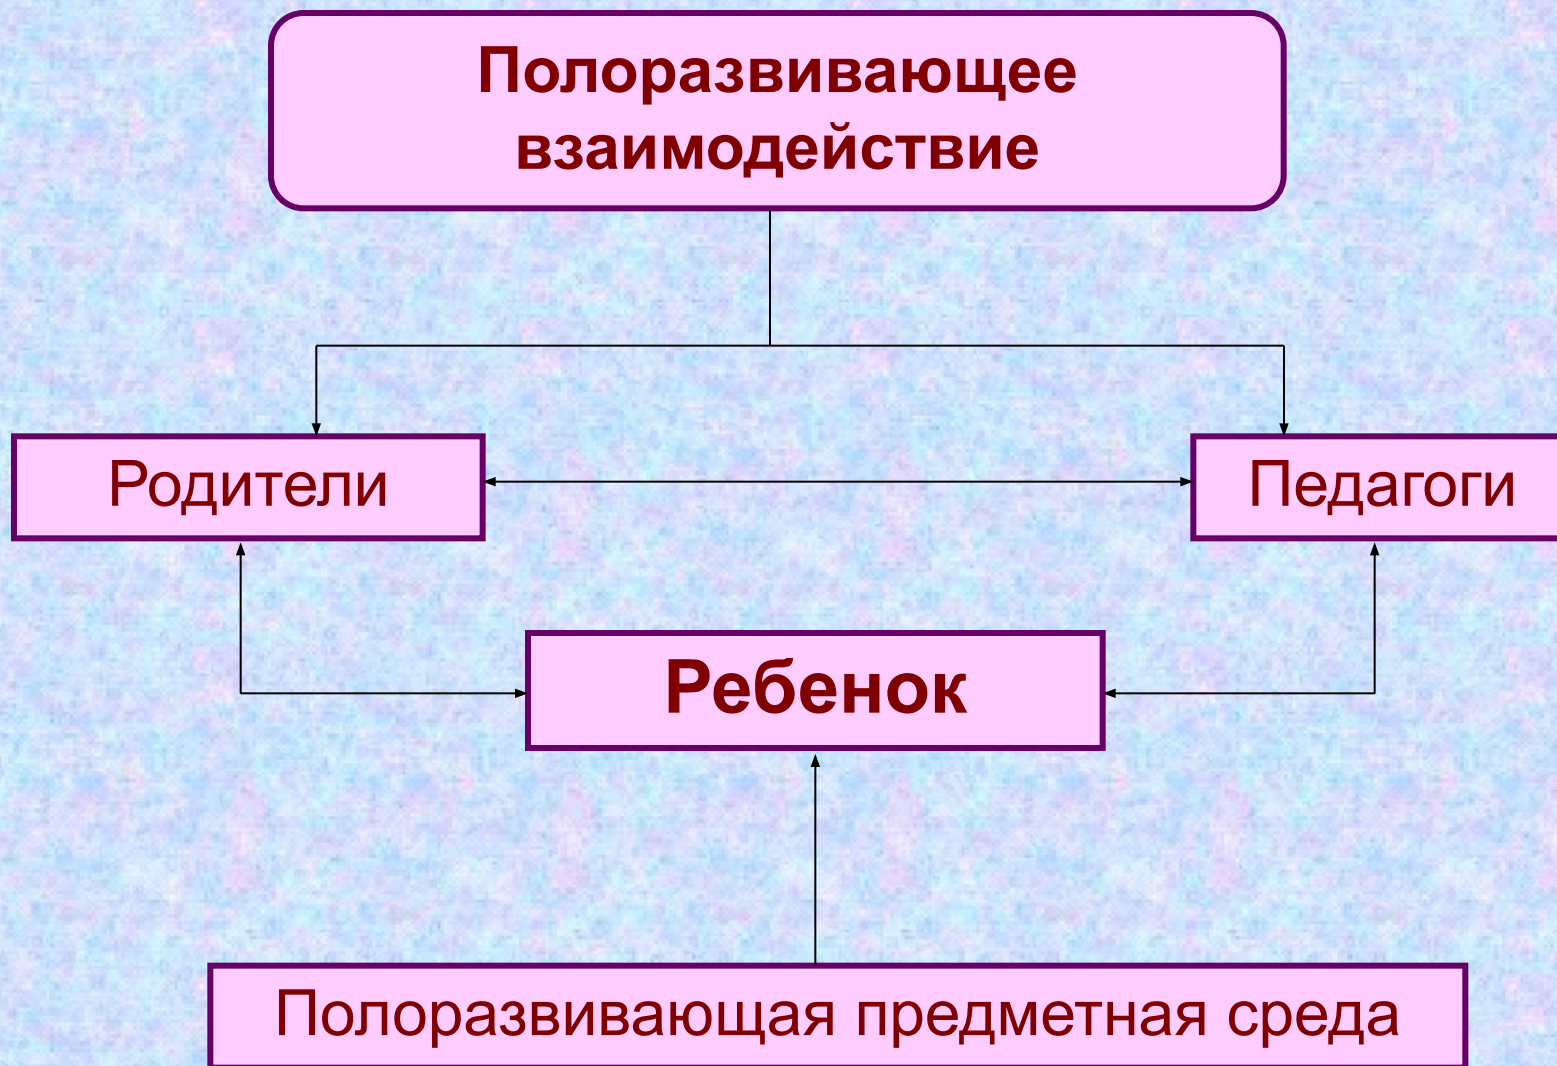 Полоразвивающее
взаимодействие
Родители
Педагоги
Ребенок
Полоразвивающая предметная среда